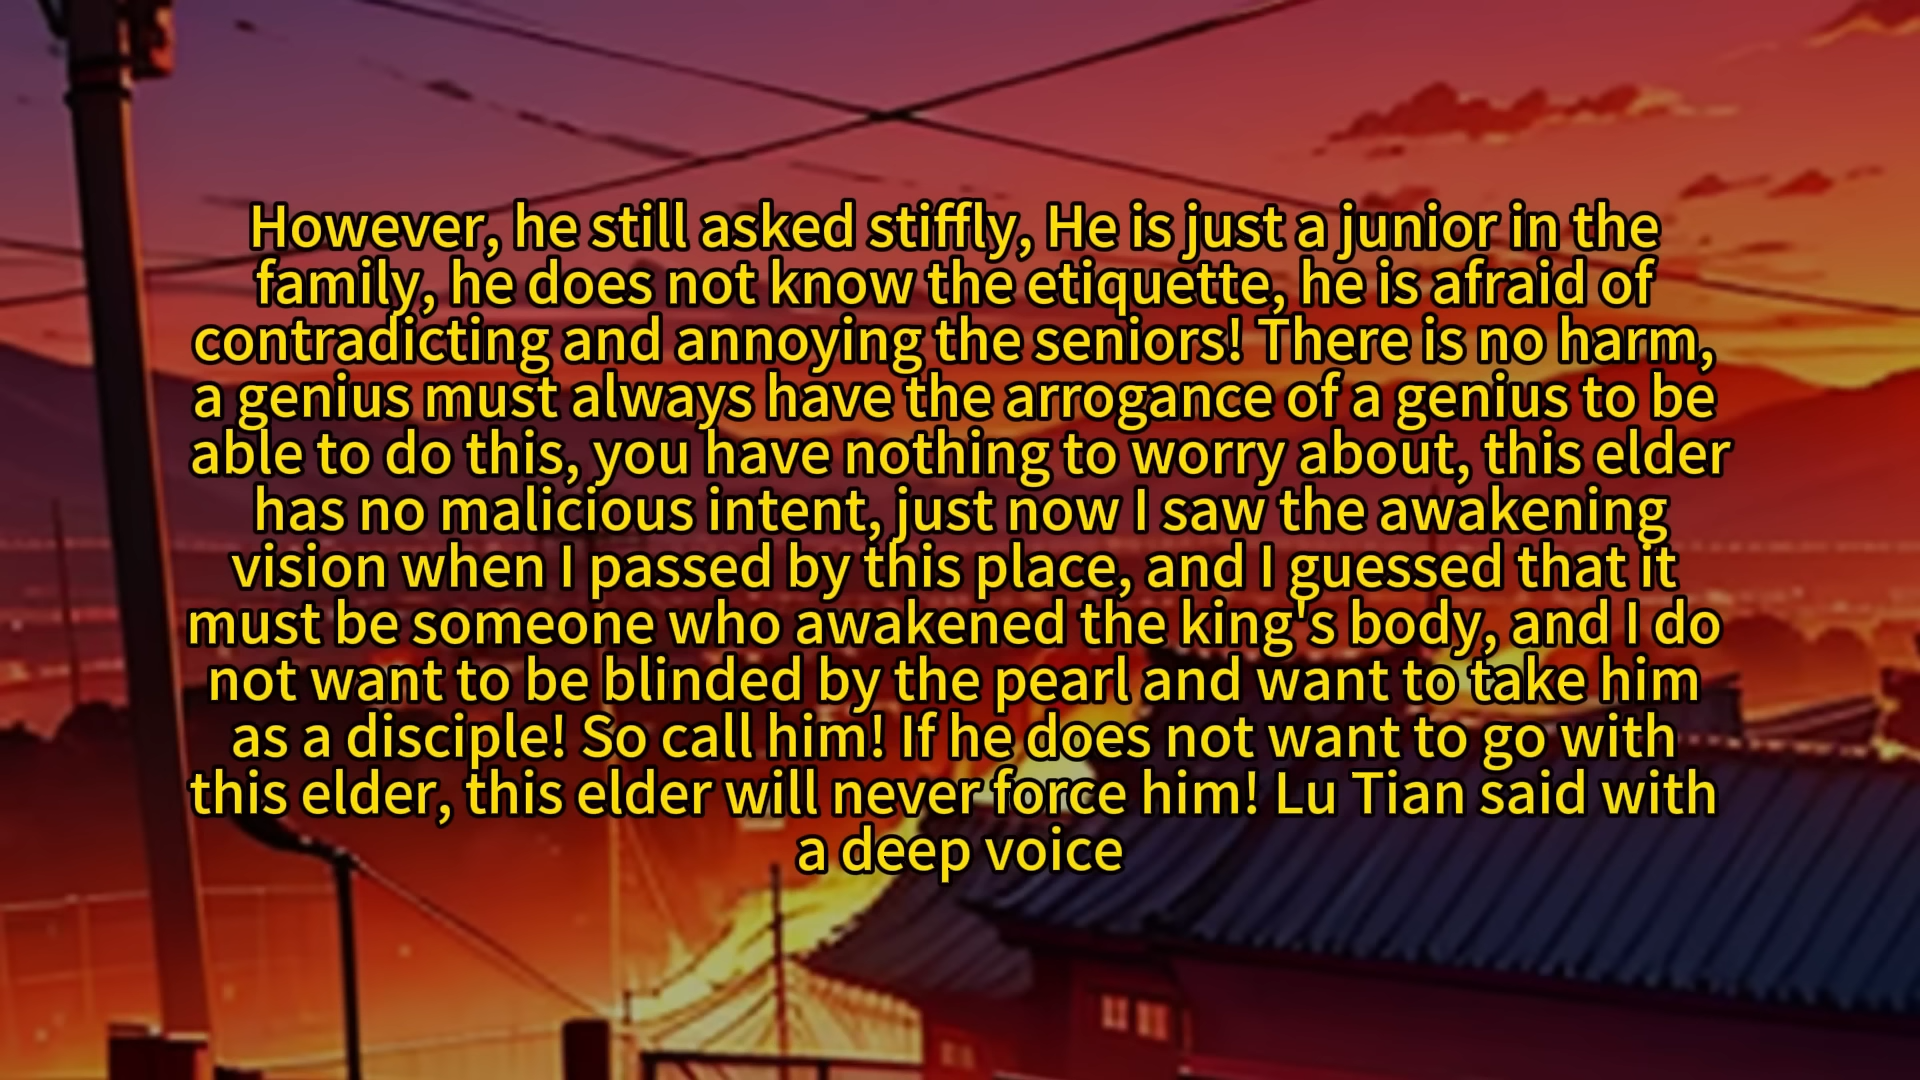 However, he still asked stiffly, He is just a junior in the
family, he does not know the etiquette, he is afraid of
contradicting and annoying the seniors! There is no harm,
a genius must always have the arrogance of a genius to be
able to do this, you have nothing to worry about, this elder
has no malicious intent, just now I saw the awakening
vision when I passed by this place, and I guessed that it
must be someone who awakened the king's body, and I do
not want to be blinded by the pearl and want to take him
as a disciple! So call him! If he does not want to go with
this elder, this elder will never force him! Lu Tian said with
a deep voice